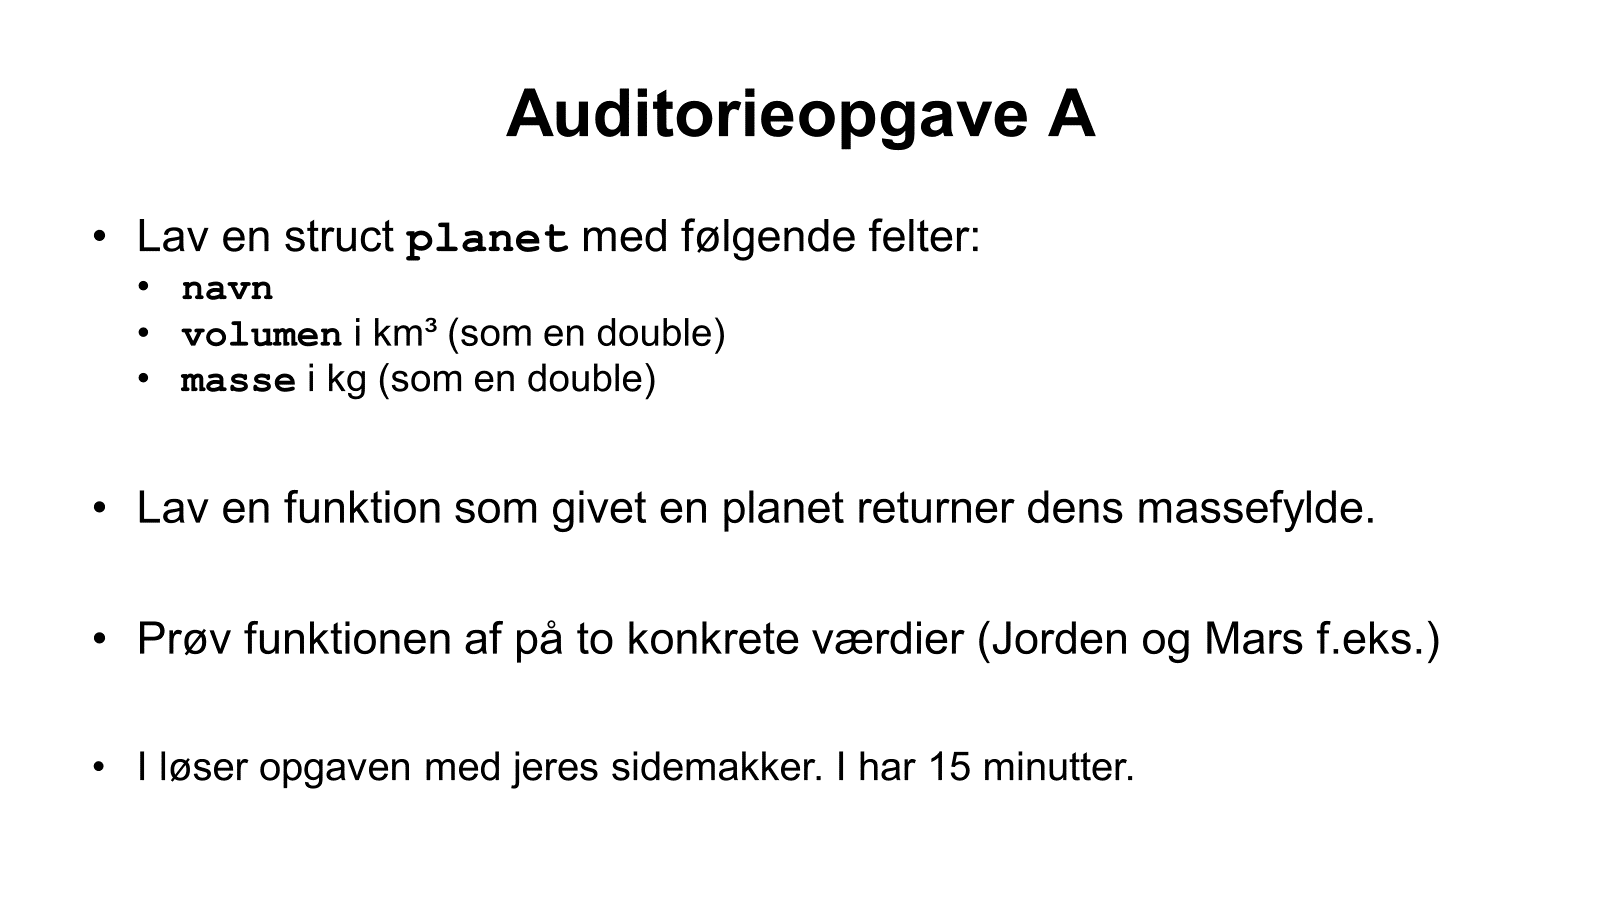 Auditorieopgave A
• Lav en struct planet med følgende felter:
• navn
• volumen i km³ (som en double)
• masse i kg (som en double)
• Lav en funktion som givet en planet returner dens massefylde.
• Prøv funktionen af på to konkrete værdier (Jorden og Mars f.eks.)
• I løser opgaven med jeres sidemakker. I har 15 minutter.